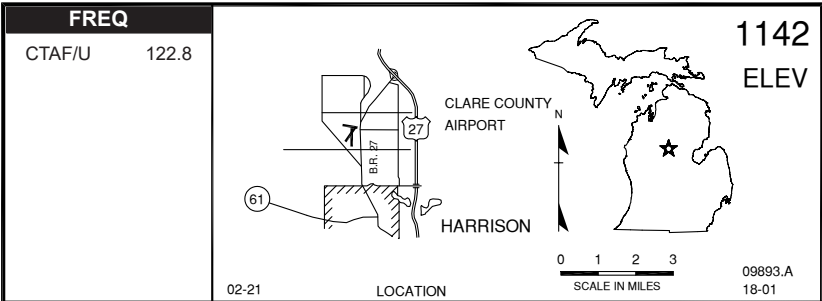 FREQ
CTAF/U 122.8
1142
ELEV
CLARE COUNTY
AIRPORT
N
27
B.R. 27
61
HARRISON
0 1 2 3
SCALE IN MILES
02-21
LOCATION
09893.A
18-01